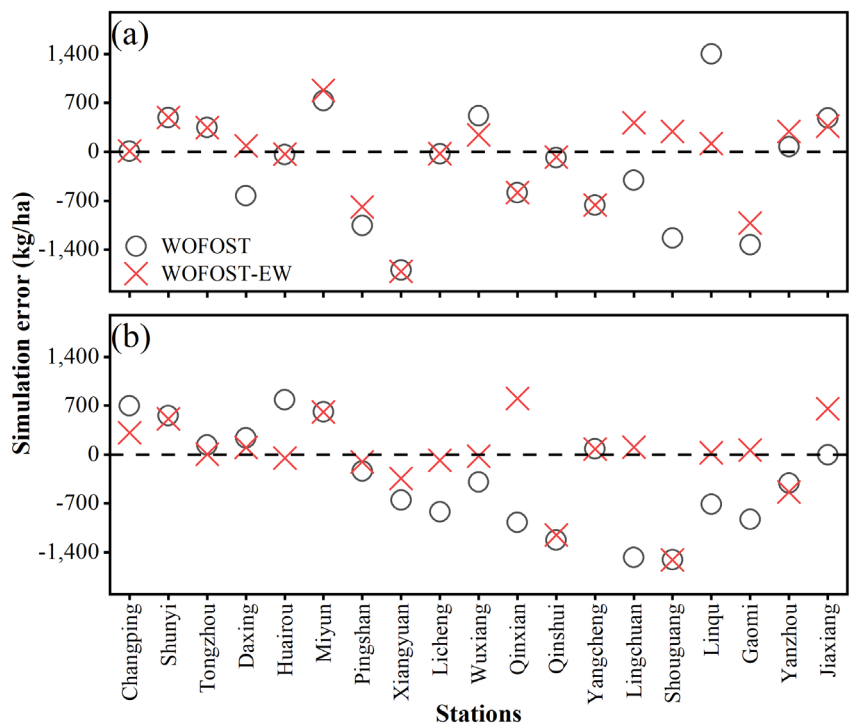 (a)
1,400
700
0
-700
-1,400
WOFOST
WOFOST-EW
(b)
1,400
700
0
-700
-1,400
Simulation error (kg/ha)
Changping
Shunyi
Tongzhou
Daxing
Huairou
Miyun
Pingshan
Xiangyuan
Licheng
Wuxiang
Qinxian
Qinshui
Yangcheng
Lingchuan
Shouguang
Linqu
Gaomi
Yanzhou
Jiaxiang
Stations